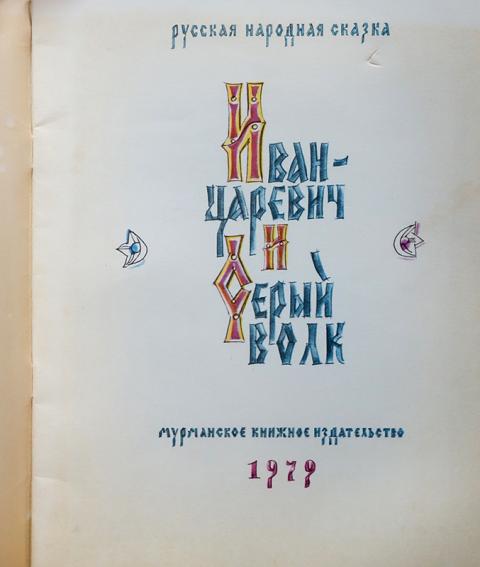 Русская народная сказка
Иван-
царевич
и
Серый
волк
Мурманское книжное издательство
1979